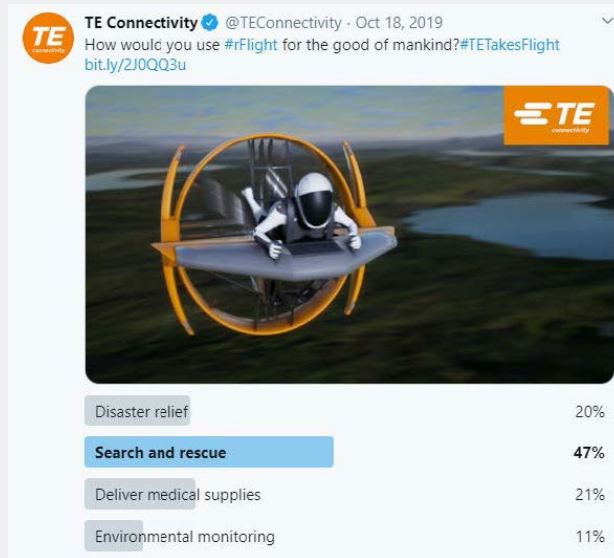 TE
connectivity
TE Connectivity @TEConnectivity · Oct 18, 2019
How would you use #rFlight for the good of mankind?#TETakesFlight
bit.ly/2J0QQ3u
TE
connectivity
Disaster relief 20%
Search and rescue 47%
Deliver medical supplies 21%
Environmental monitoring 11%